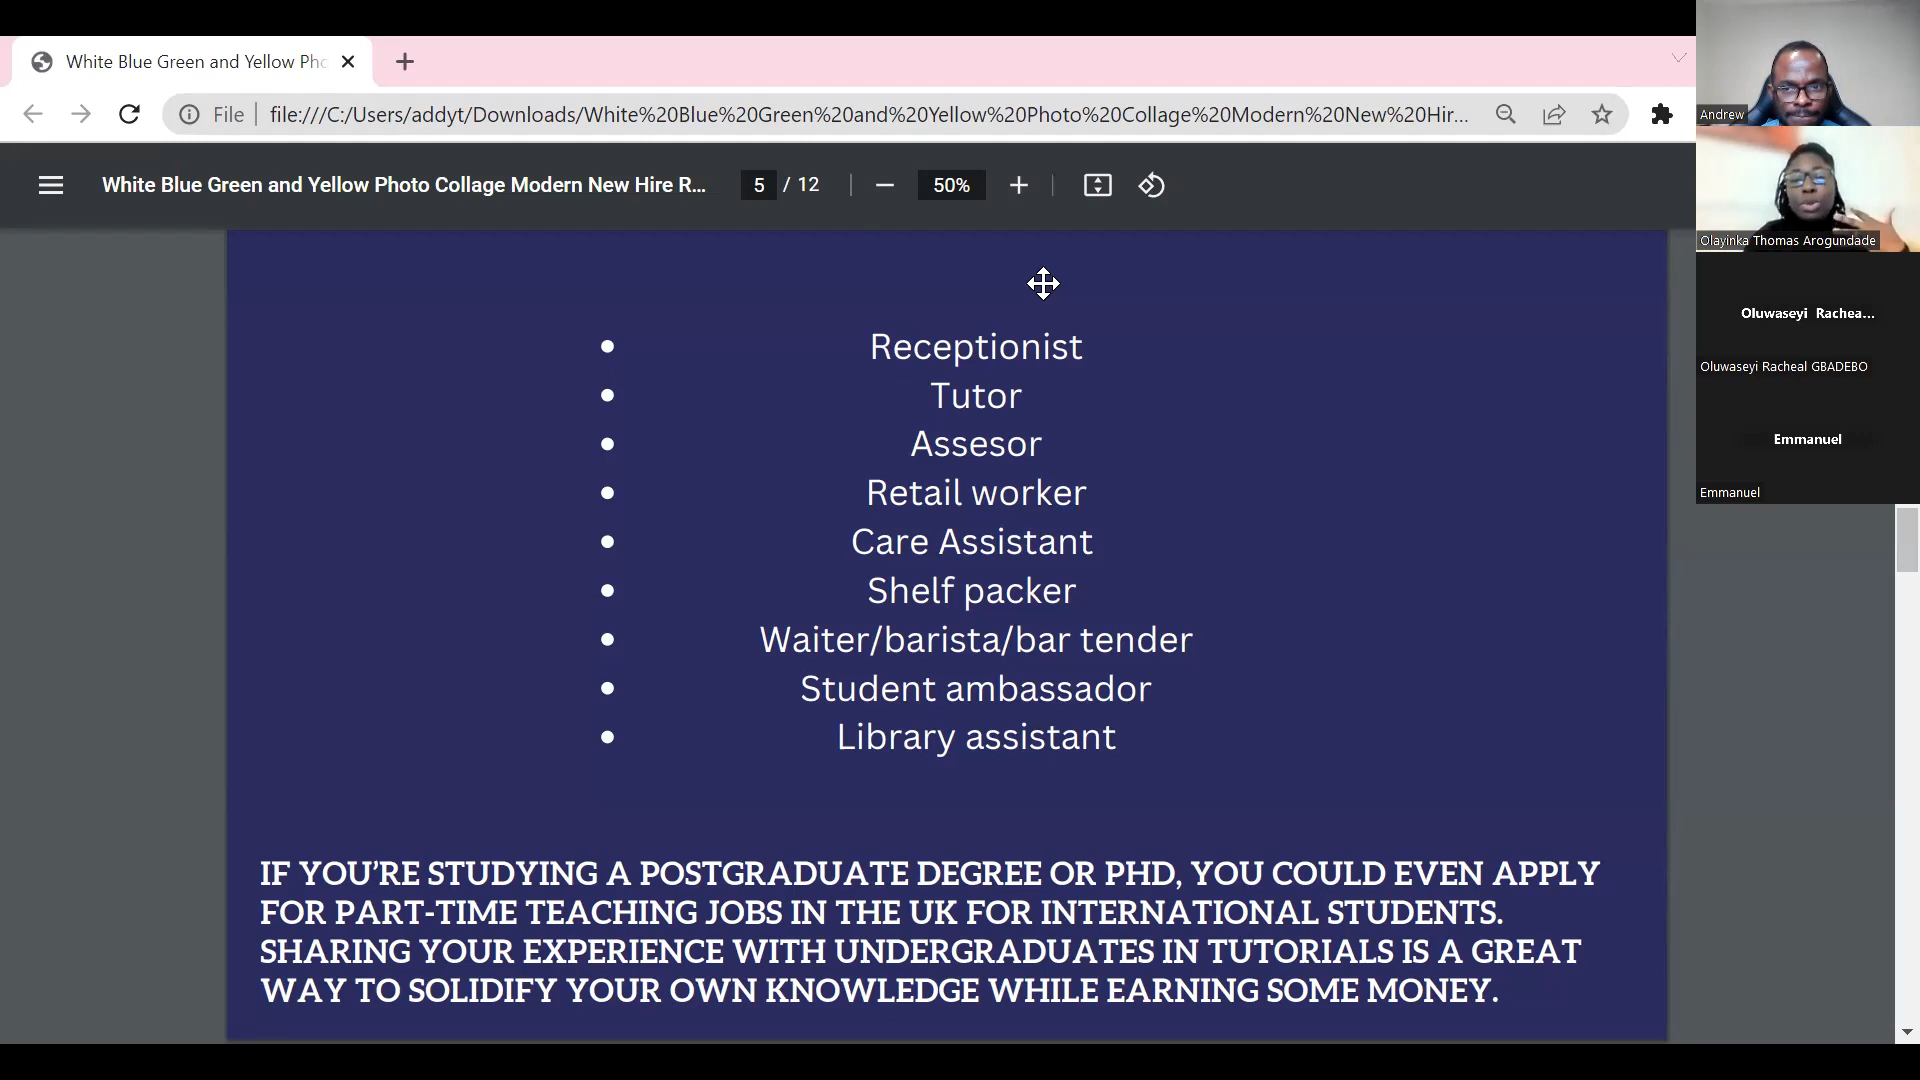 White Blue Green and Yellow Pho
File
file:///C:/Users/addyt/Downloads/White%20Blue%20Green%20and%20Yellow%20Photo%20Collage%20Modern%20New%20Hir...
White Blue Green and Yellow Photo Collage Modern New Hire R...
5 / 12
50%
• Receptionist
• Tutor
• Assesor
• Retail worker
• Care Assistant
• Shelf packer
• Waiter/barista/bar tender
• Student ambassador
• Library assistant
IF YOU’RE STUDYING A POSTGRADUATE DEGREE OR PHD, YOU COULD EVEN APPLY
FOR PART-TIME TEACHING JOBS IN THE UK FOR INTERNATIONAL STUDENTS.
SHARING YOUR EXPERIENCE WITH UNDERGRADUATES IN TUTORIALS IS A GREAT
WAY TO SOLIDIFY YOUR OWN KNOWLEDGE WHILE EARNING SOME MONEY.
Andrew
Olayinka Thomas Arogundade
Oluwaseyi Rachea...
Oluwaseyi Racheal GBADEBO
Emmanuel
Emmanuel